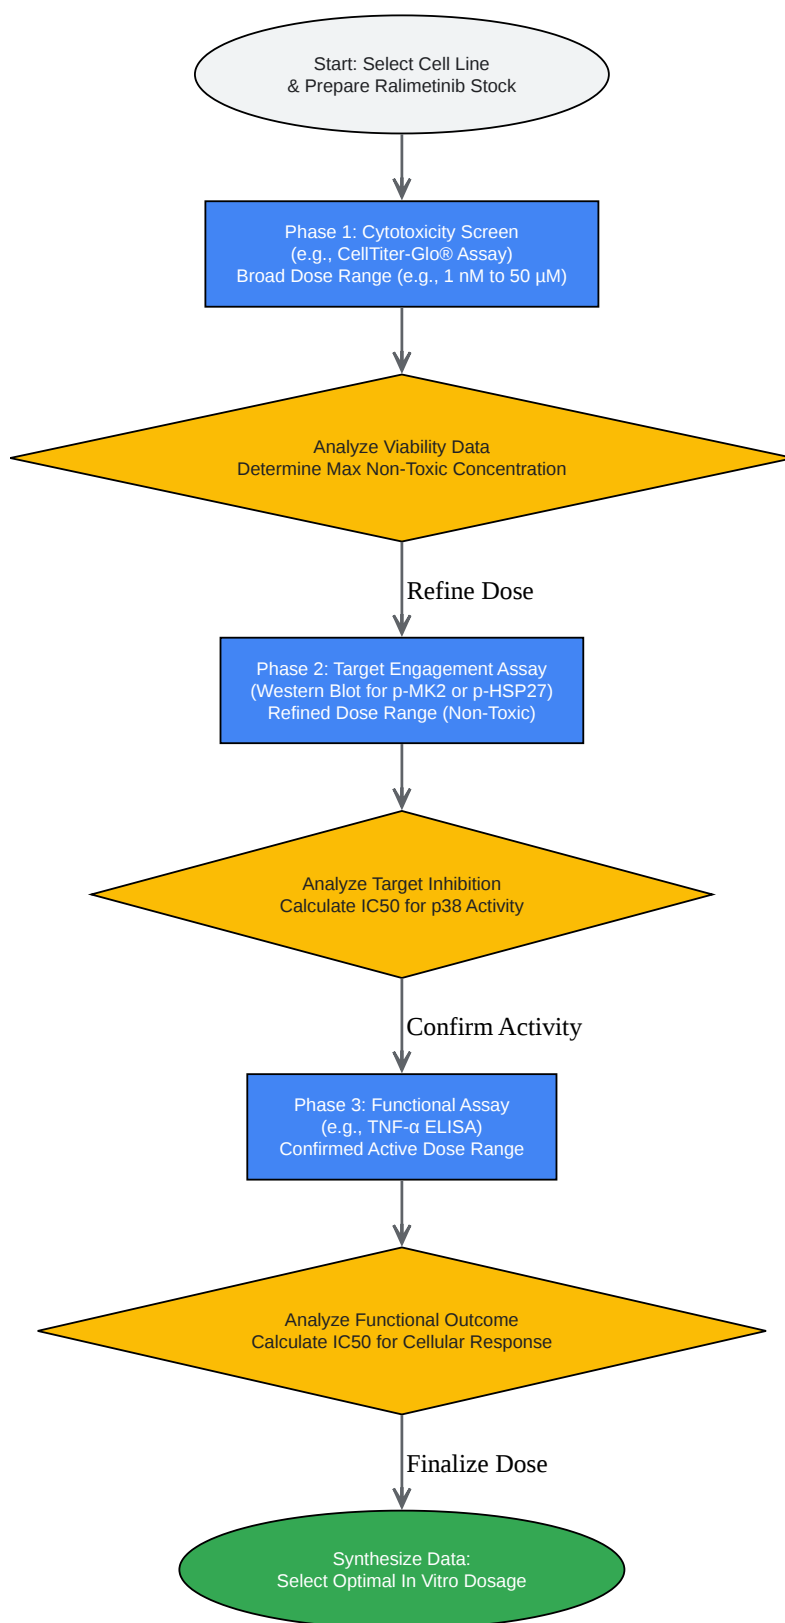 Start: Select Cell Line
& Prepare Ralimetinib Stock
Phase 1: Cytotoxicity Screen
(e.g., CellTiter-Glo® Assay)
Broad Dose Range (e.g., 1 nM to 50 µM)
Analyze Viability Data
Determine Max Non-Toxic Concentration
Refine Dose
Phase 2: Target Engagement Assay
(Western Blot for p-MK2 or p-HSP27)
Refined Dose Range (Non-Toxic)
Analyze Target Inhibition
Calculate IC50 for p38 Activity
Confirm Activity
Phase 3: Functional Assay
(e.g., TNF-α ELISA)
Confirmed Active Dose Range
Analyze Functional Outcome
Calculate IC50 for Cellular Response
Finalize Dose
Synthesize Data:
Select Optimal In Vitro Dosage